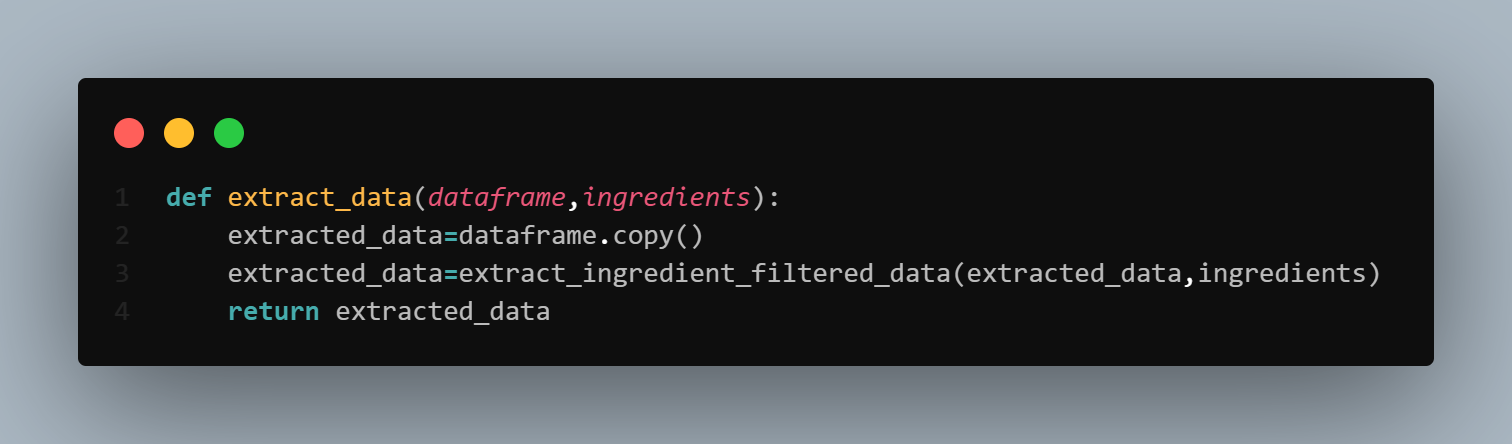 1 def extract_data(dataframe,ingredients):
2     extracted_data=dataframe.copy()
3     extracted_data=extract_ingredient_filtered_data(extracted_data,ingredients)
4     return extracted_data